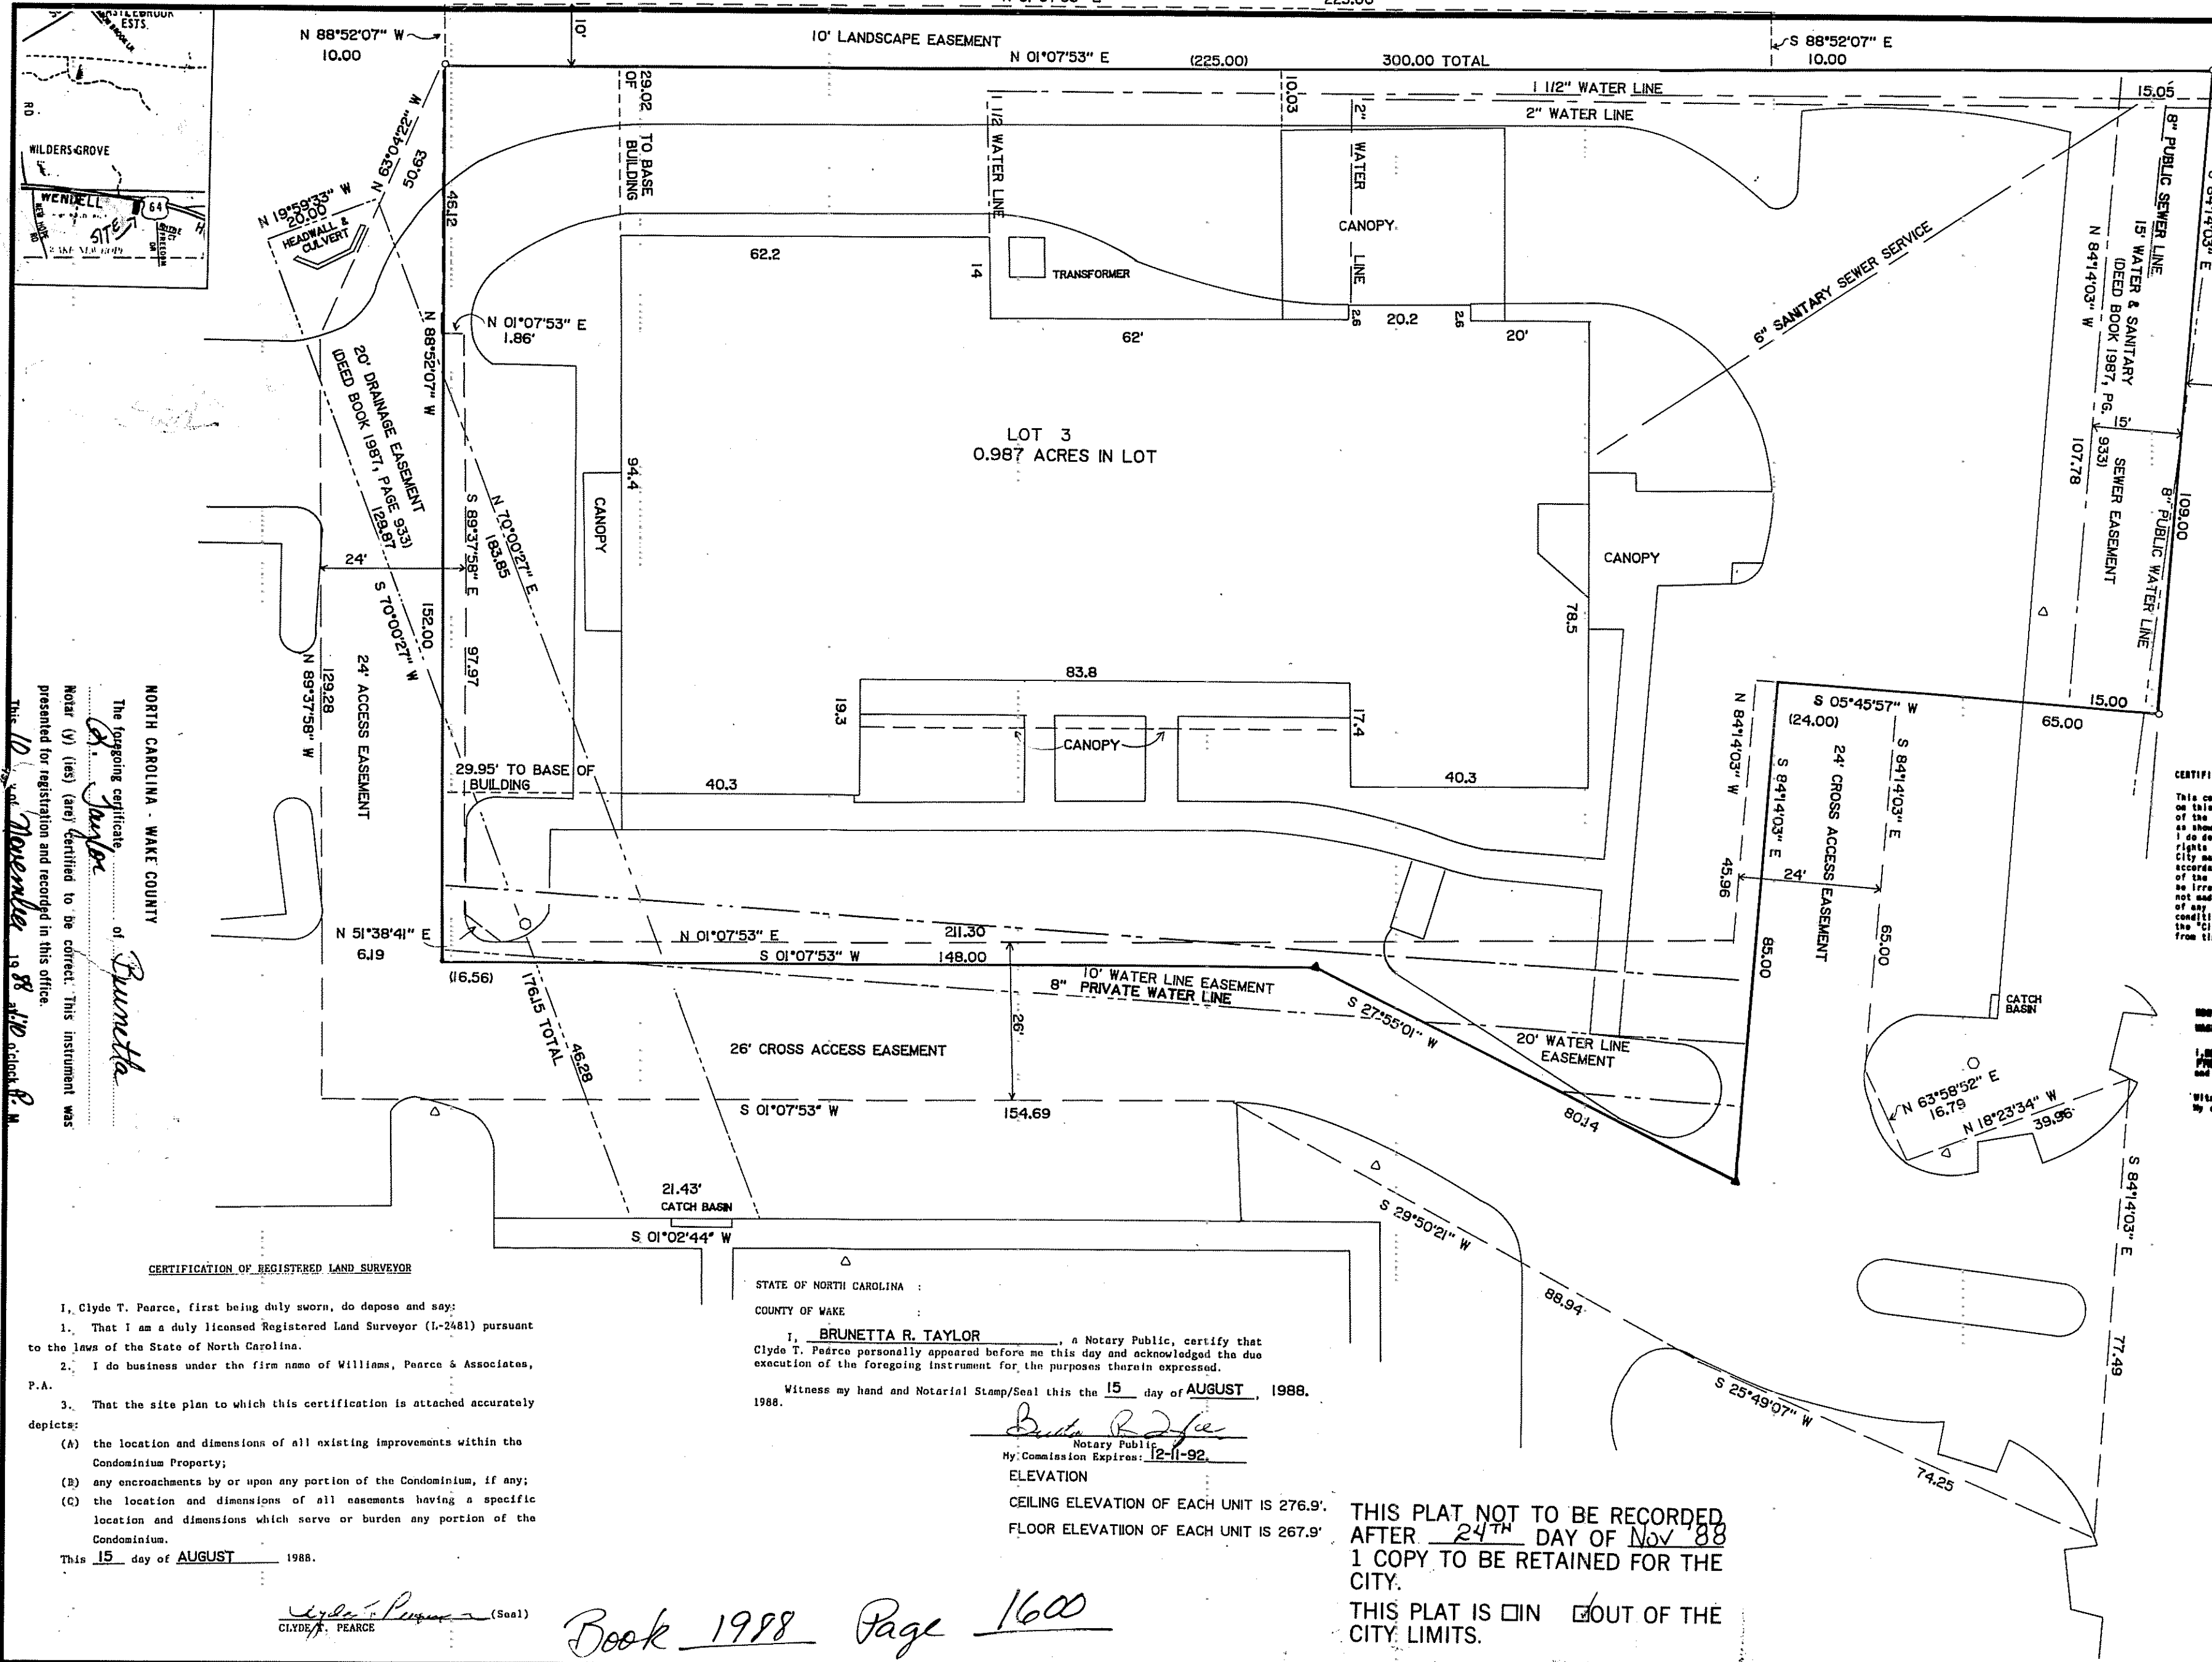 ESTS.
RD.
WILDERS GROVE
WENDELL
64
NEW HOPE RD
SITE
FREEDOM DR
N 88°52'07" W
10.00
10'
10' LANDSCAPE EASEMENT
N 01°07'53" E
(225.00)
300.00 TOTAL
S 88°52'07" E
10.00
1 1/2" WATER LINE
2" WATER LINE
15.05
N 63°04'22" W
50.63
N 19°59'33" W
20.00
HEADWALL & CULVERT
46.12
29.02 TO BASE
OF BUILDING
1 1/2 WATER LINE
10.03
2" WATER LINE
CANOPY
62.2
14
TRANSFORMER
62'
2.6
20.2
2.6
20'
6" SANITARY SEWER SERVICE
8" PUBLIC SEWER LINE
15' WATER & SANITARY SEWER EASEMENT
(DEED BOOK 1987, PG. 933)
N 84°14'03" W
107.78
15'
109.00
8" PUBLIC WATER LINE
N 01°07'53" E
1.86'
N 88°52'07" W
152.00
20' DRAINAGE EASEMENT
(DEED BOOK 1987, PAGE 933)
129.87
S 70°00'27" W
N 70°00'27" E
183.85
S 89°37'58" E
97.97
24'
94.4
CANOPY
LOT 3
0.987 ACRES IN LOT
CANOPY
78.5
24' ACCESS EASEMENT
129.28
N 89°37'58" W
83.8
19.3
17.4
CANOPY
29.95' TO BASE OF
BUILDING
40.3
40.3
S 05°45'57" W
15.00
(24.00)
65.00
N 84°14'03" W
45.96
S 84°14'03" E
85.00
24' CROSS ACCESS EASEMENT
24'
S 84°14'03" E
65.00
N 51°38'41" E
6.19
(16.56)
N 01°07'53" E
211.30
S 01°07'53" W
148.00
10' WATER LINE EASEMENT
8" PRIVATE WATER LINE
176.15 TOTAL
46.28
26' CROSS ACCESS EASEMENT
26'
S 27°55'01" W
80.14
20' WATER LINE
EASEMENT
CATCH
BASIN
N 63°58'52" E
16.79
N 18°23'34" W
39.96
S 01°07'53" W
154.69
21.43'
CATCH BASIN
S 01°02'44" W
S 29°50'21" W
88.94
S 25°49'07" W
74.25
S 84°14'03" E
77.49
NORTH CAROLINA - WAKE COUNTY
The foregoing certificate of Brunetta
R. Taylor
Notar (y) (ies) (are) Certified to be correct. This instrument was
presented for registration and recorded in this office.
This 10 November 19 88 o'clock P. M
CERTIFICATION OF REGISTERED LAND SURVEYOR
I, Clyde T. Pearce, first being duly sworn, do depose and say:
1. That I am a duly licensed Registered Land Surveyor (L-2481) pursuant
to the laws of the State of North Carolina.
2. I do business under the firm name of Williams, Pearce & Associates,
P.A.
3. That the site plan to which this certification is attached accurately
depicts:
(A) the location and dimensions of all existing improvements within the
Condominium Property;
(B) any encroachments by or upon any portion of the Condominium, if any;
(C) the location and dimensions of all easements having a specific
location and dimensions which serve or burden any portion of the
Condominium.
This 15 day of AUGUST 1988.
(Seal)
CLYDE T. PEARCE
STATE OF NORTH CAROLINA :
COUNTY OF WAKE :
I, BRUNETTA R. TAYLOR, a Notary Public, certify that
Clyde T. Pearce personally appeared before me this day and acknowledged the due
execution of the foregoing instrument for the purposes therein expressed.
Witness my hand and Notarial Stamp/Seal this the 15 day of AUGUST, 1988.
1988.
Notary Public
My Commission Expires: 12-11-92.
ELEVATION
CEILING ELEVATION OF EACH UNIT IS 276.9'.
FLOOR ELEVATIION OF EACH UNIT IS 267.9'
THIS PLAT NOT TO BE RECORDED
AFTER 24TH DAY OF Nov '88
1 COPY TO BE RETAINED FOR THE
CITY.
THIS PLAT IS ☐IN ☑OUT OF THE
CITY LIMITS.
Book 1988 Page 1600